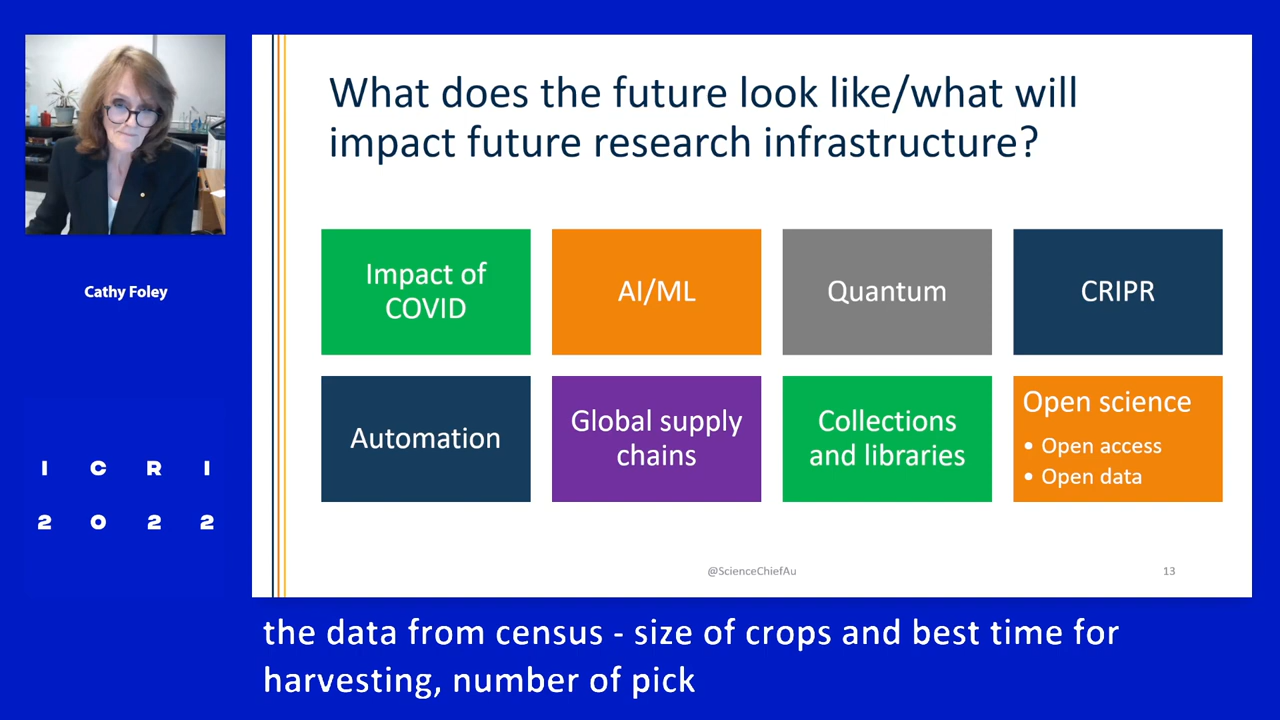 What does the future look like/what will
impact future research infrastructure?
Cathy Foley
Impact of
COVID
AI/ML
Quantum
CRIPR
Automation
Global supply
chains
Collections
and libraries
Open science
• Open access
• Open data
I C R I
2 0 2 2
@ScienceChiefAu
13
the data from census - size of crops and best time for
harvesting, number of pick